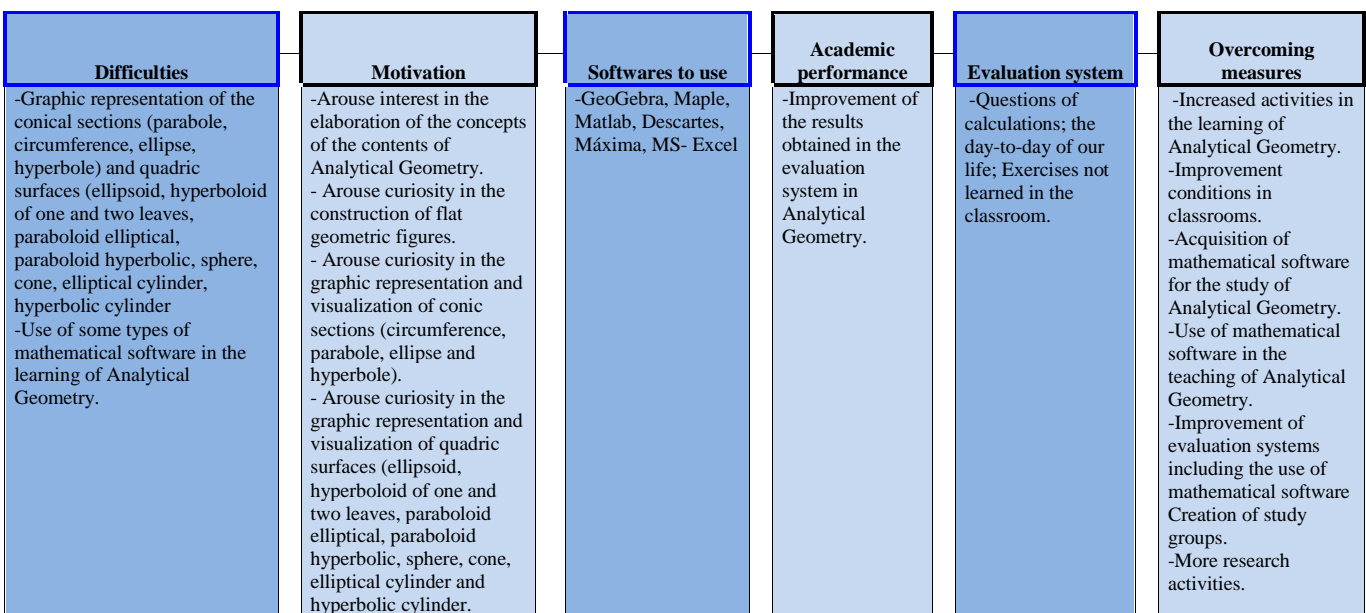 Difficulties
-Graphic representation of the
conical sections (parabole,
circumference, ellipse,
hyperbole) and quadric
surfaces (ellipsoid, hyperboloid
of one and two leaves,
paraboloid elliptical,
paraboloid hyperbolic, sphere,
cone, elliptical cylinder,
hyperbolic cylinder
-Use of some types of
mathematical software in the
learning of Analytical
Geometry.
Motivation
-Arouse interest in the
elaboration of the concepts
of the contents of
Analytical Geometry.
- Arouse curiosity in the
construction of flat
geometric figures.
- Arouse curiosity in the
graphic representation and
visualization of conic
sections (circumference,
parabole, ellipse and
hyperbole).
- Arouse curiosity in the
graphic representation and
visualization of quadric
surfaces (ellipsoid,
hyperboloid of one and
two leaves, paraboloid
elliptical, paraboloid
hyperbolic, sphere, cone,
elliptical cylinder and
hyperbolic cylinder.
Softwares to use
-GeoGebra, Maple,
Matlab, Descartes,
Máxima, MS- Excel
Academic
performance
-Improvement of
the results
obtained in the
evaluation
system in
Analytical
Geometry.
Evaluation system
-Questions of
calculations; the
day-to-day of our
life; Exercises not
learned in the
classroom.
Overcoming
measures
-Increased activities in
the learning of
Analytical Geometry.
-Improvement
conditions in
classrooms.
-Acquisition of
mathematical software
for the study of
Analytical Geometry.
-Use of mathematical
software in the
teaching of Analytical
Geometry.
-Improvement of
evaluation systems
including the use of
mathematical software
Creation of study
groups.
-More research
activities.